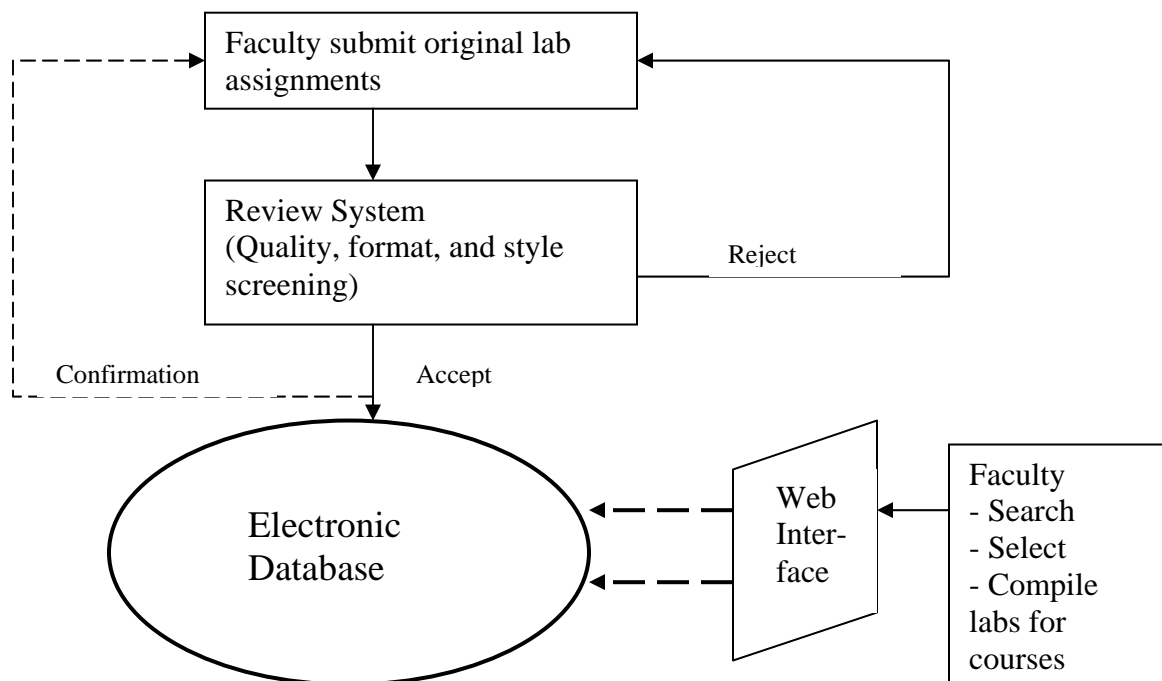 Faculty submit original lab
assignments
Review System
(Quality, format, and style
screening)
Reject
Confirmation
Accept
Electronic
Database
Web
Inter-
face
Faculty
- Search
- Select
- Compile
labs for
courses